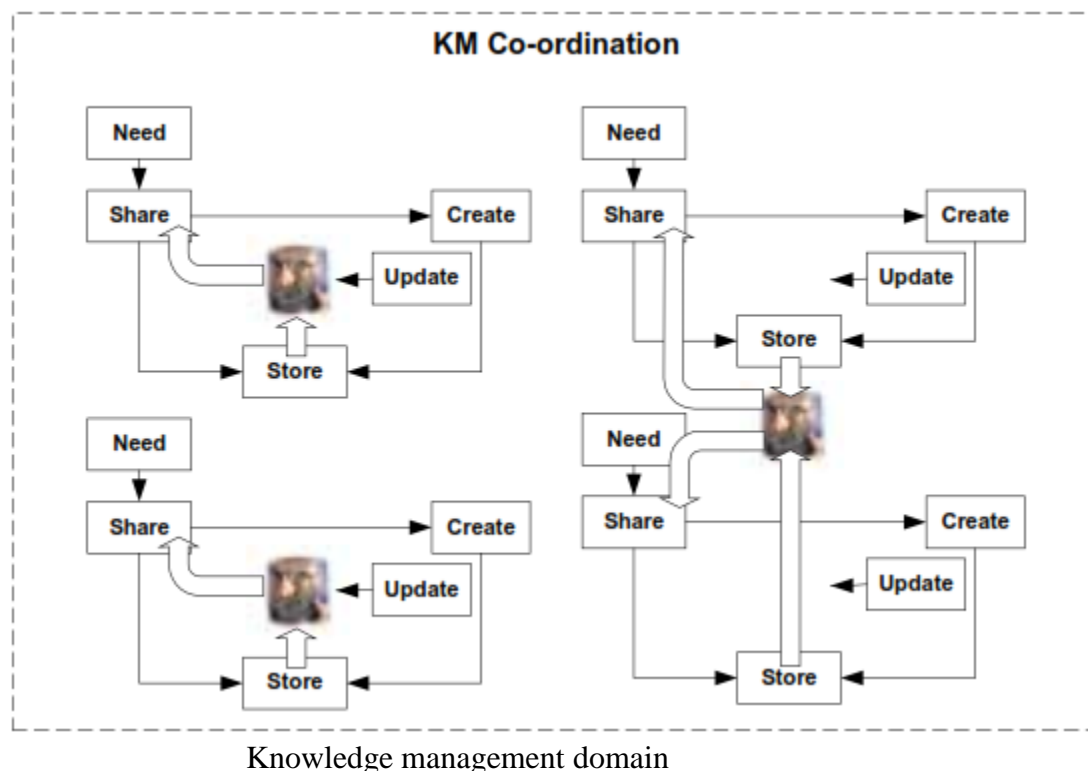 KM Co-ordination
Need
Share
Create
Update
Store
Need
Share
Create
Update
Store
Need
Share
Create
Update
Store
Need
Share
Create
Update
Store
Knowledge management domain